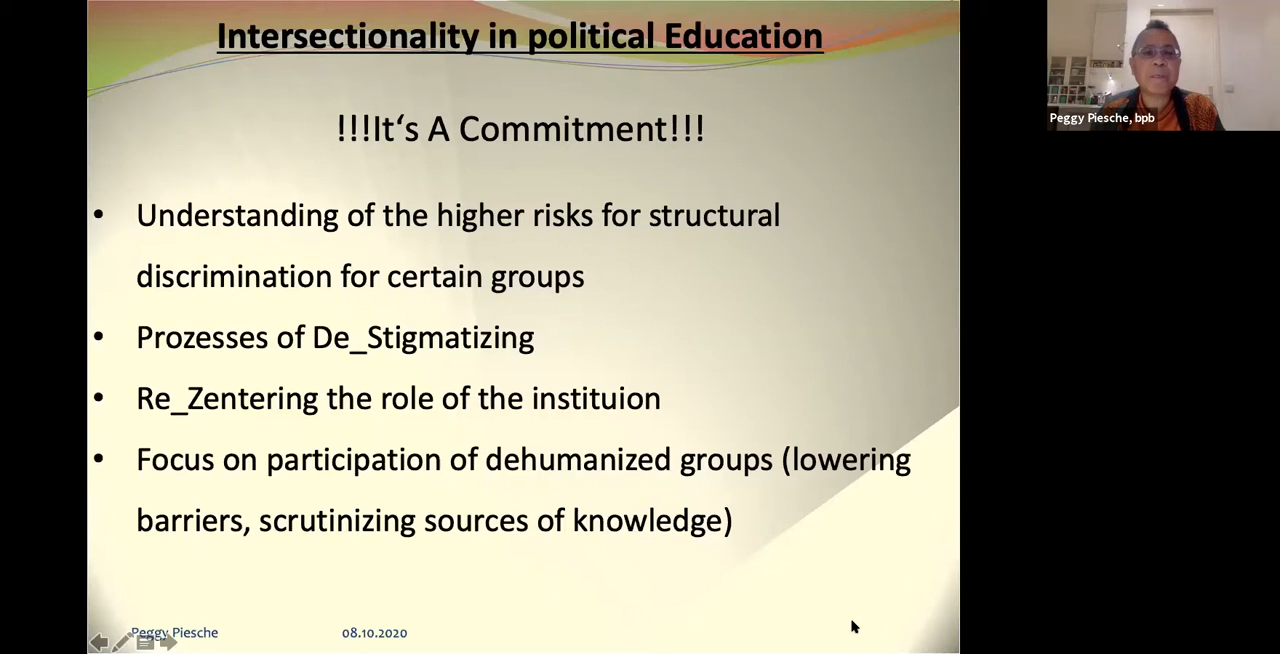 Intersectionality in political Education
!!!It‘s A Commitment!!!
• Understanding of the higher risks for structural
discrimination for certain groups
• Prozesses of De_Stigmatizing
• Re_Zentering the role of the instituion
• Focus on participation of dehumanized groups (lowering
barriers, scrutinizing sources of knowledge)
Peggy Piesche 08.10.2020
Peggy Piesche, bpb